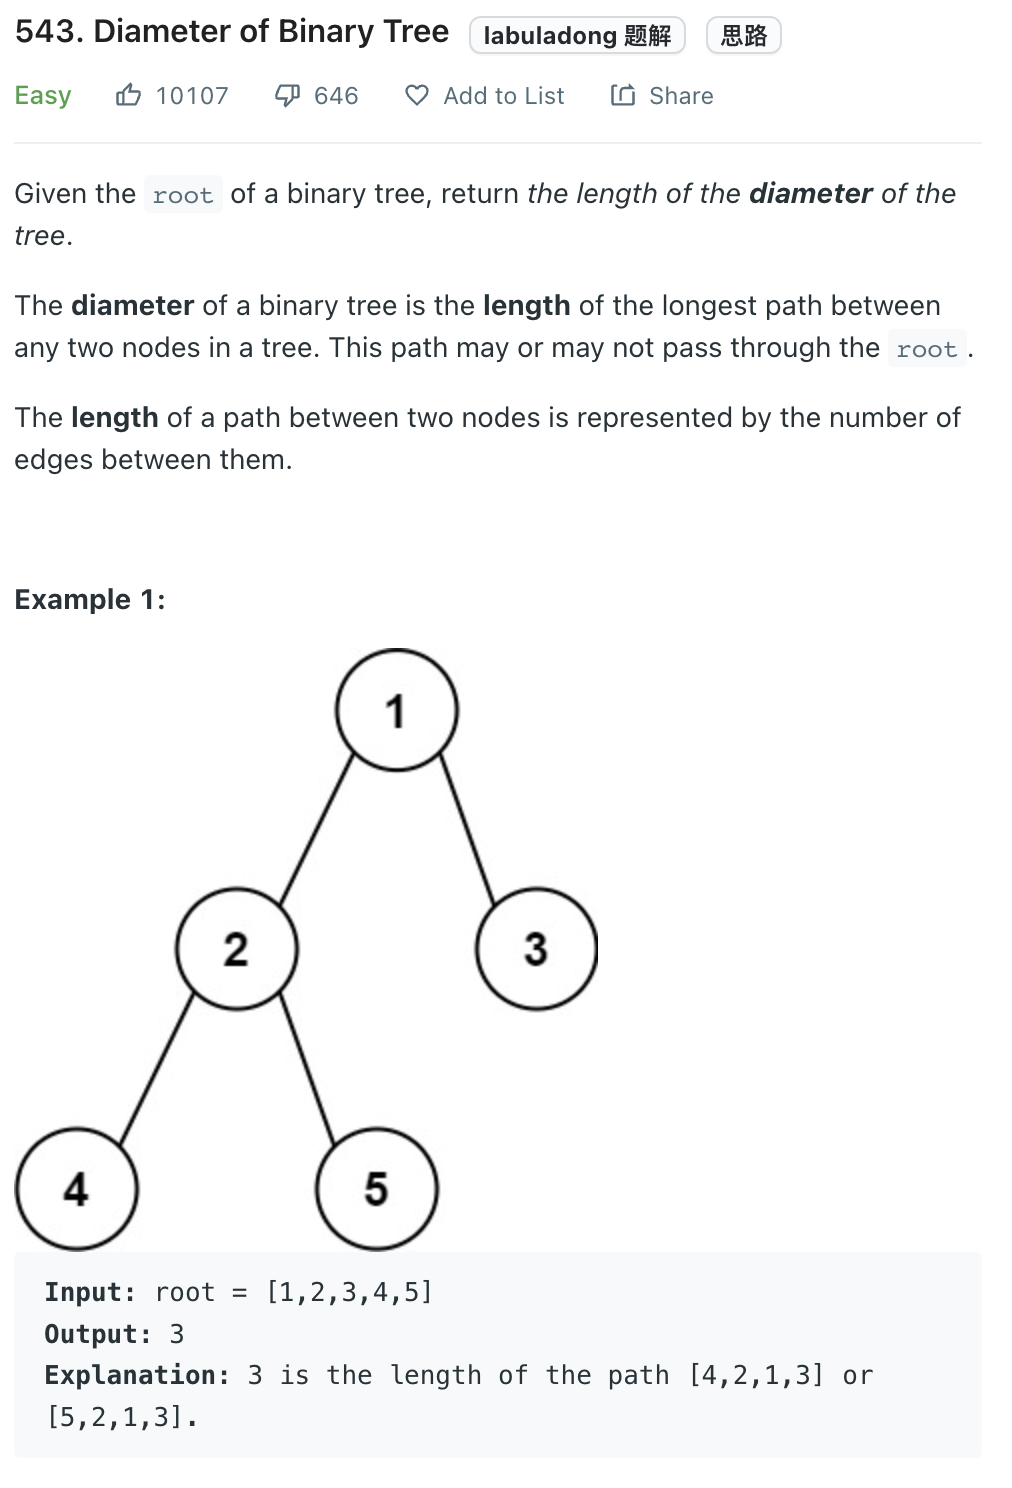 543. Diameter of Binary Tree labuladong 题解 思路
Easy 10107 646 Add to List Share
Given the root of a binary tree, return the length of the diameter of the
tree.
The diameter of a binary tree is the length of the longest path between
any two nodes in a tree. This path may or may not pass through the root.
The length of a path between two nodes is represented by the number of
edges between them.
Example 1:
1
2 3
4 5
Input: root = [1,2,3,4,5]
Output: 3
Explanation: 3 is the length of the path [4,2,1,3] or
[5,2,1,3].